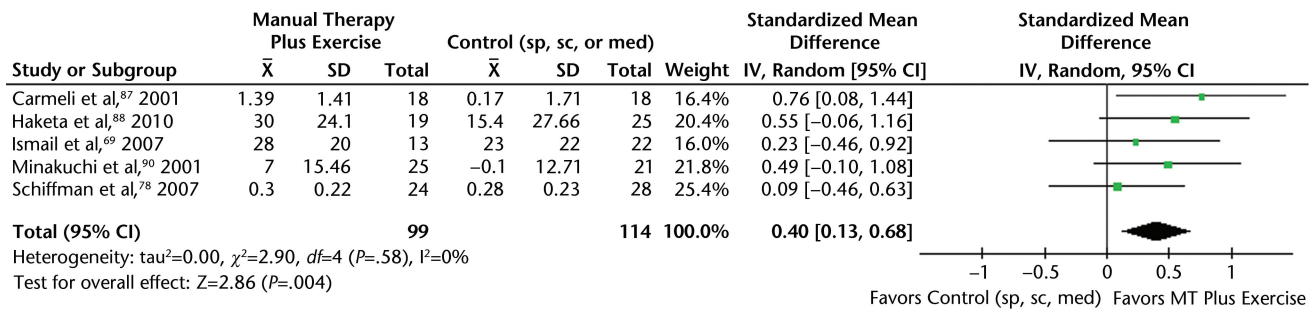 Manual Therapy Plus Exercise Control (sp, sc, or med) Standardized Mean Difference Standardized Mean Difference
Study or Subgroup X̄ SD Total X̄ SD Total Weight IV, Random [95% CI] IV, Random, 95% CI
Carmeli et al,⁸⁷ 2001 1.39 1.41 18 0.17 1.71 18 16.4% 0.76 [0.08, 1.44]
Haketa et al,⁸⁸ 2010 30 24.1 19 15.4 27.66 25 20.4% 0.55 [−0.06, 1.16]
Ismail et al,⁶⁹ 2007 28 20 13 23 22 22 16.0% 0.23 [−0.46, 0.92]
Minakuchi et al,⁹⁰ 2001 7 15.46 25 −0.1 12.71 21 21.8% 0.49 [−0.10, 1.08]
Schiffman et al,⁷⁸ 2007 0.3 0.22 24 0.28 0.23 28 25.4% 0.09 [−0.46, 0.63]
Total (95% CI) 99 114 100.0% 0.40 [0.13, 0.68]
Heterogeneity: tau²=0.00, χ²=2.90, df=4 (P=.58), I²=0%
Test for overall effect: Z=2.86 (P=.004)
−1 −0.5 0 0.5 1
Favors Control (sp, sc, med) Favors MT Plus Exercise